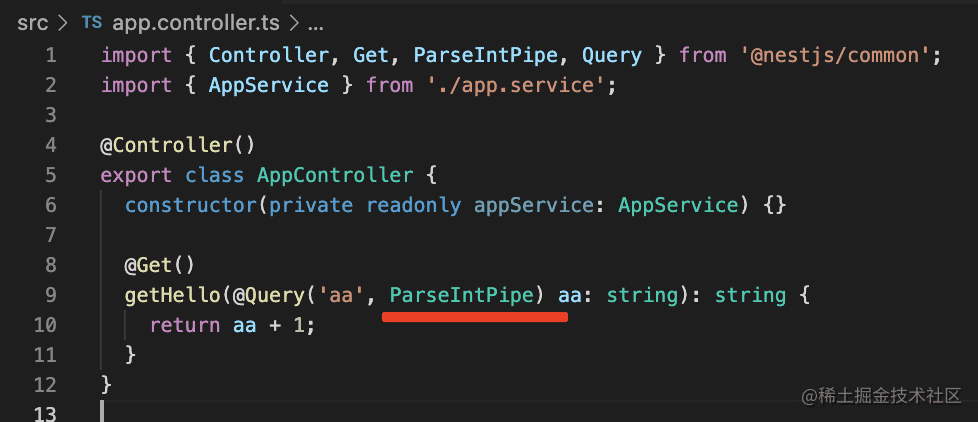 src > TS app.controller.ts > ...
1 import { Controller, Get, ParseIntPipe, Query } from '@nestjs/common';
2 import { AppService } from './app.service';
3
4 @Controller()
5 export class AppController {
6 constructor(private readonly appService: AppService) {}
7
8 @Get()
9 getHello(@Query('aa', ParseIntPipe) aa: string): string {
10 return aa + 1;
11 }
12 }
13
@稀土掘金技术社区